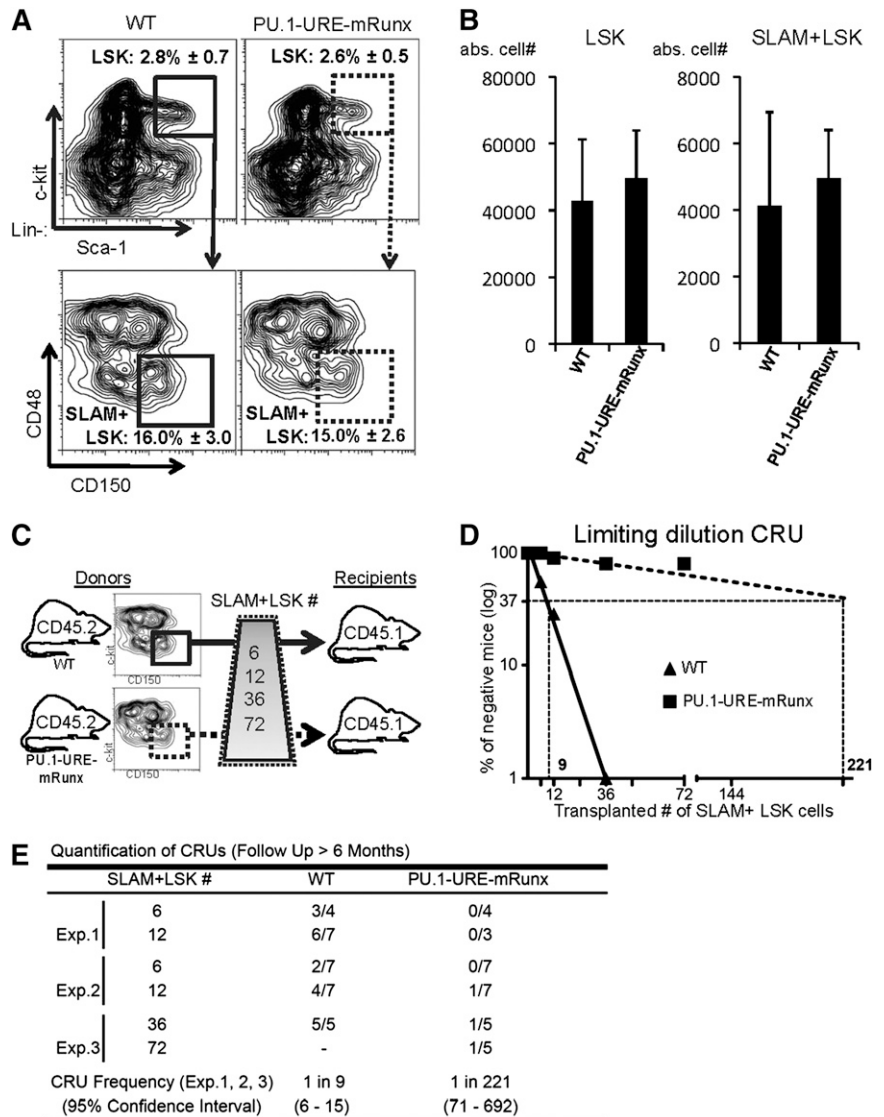 A
WT
PU.1-URE-mRunx
LSK: 2.8% ± 0.7
LSK: 2.6% ± 0.5
c-kit
Lin-:
Sca-1
CD48
SLAM+
LSK: 16.0% ± 3.0
LSK: 15.0% ± 2.6
CD150
B
abs. cell#
LSK
80000
60000
40000
20000
0
WT
PU.1-URE-mRunx
abs. cell#
SLAM+LSK
8000
6000
4000
2000
0
WT
PU.1-URE-mRunx
C
Donors
Recipients
SLAM+LSK #
CD45.2
WT
c-kit
CD150
CD45.1
6
12
36
72
CD45.2
PU.1-URE-
mRunx
c-kit
CD150
CD45.1
D
Limiting dilution CRU
% of negative mice (log)
100
37
10
1
WT
PU.1-URE-mRunx
9
221
12
36
72
144
Transplanted # of SLAM+ LSK cells
E
Quantification of CRUs (Follow Up > 6 Months)
SLAM+LSK # WT PU.1-URE-mRunx
6 3/4 0/4
Exp.1 12 6/7 0/3
6 2/7 0/7
Exp.2 12 4/7 1/7
36 5/5 1/5
Exp.3 72 - 1/5
CRU Frequency (Exp.1, 2, 3) 1 in 9 1 in 221
(95% Confidence Interval) (6 - 15) (71 - 692)